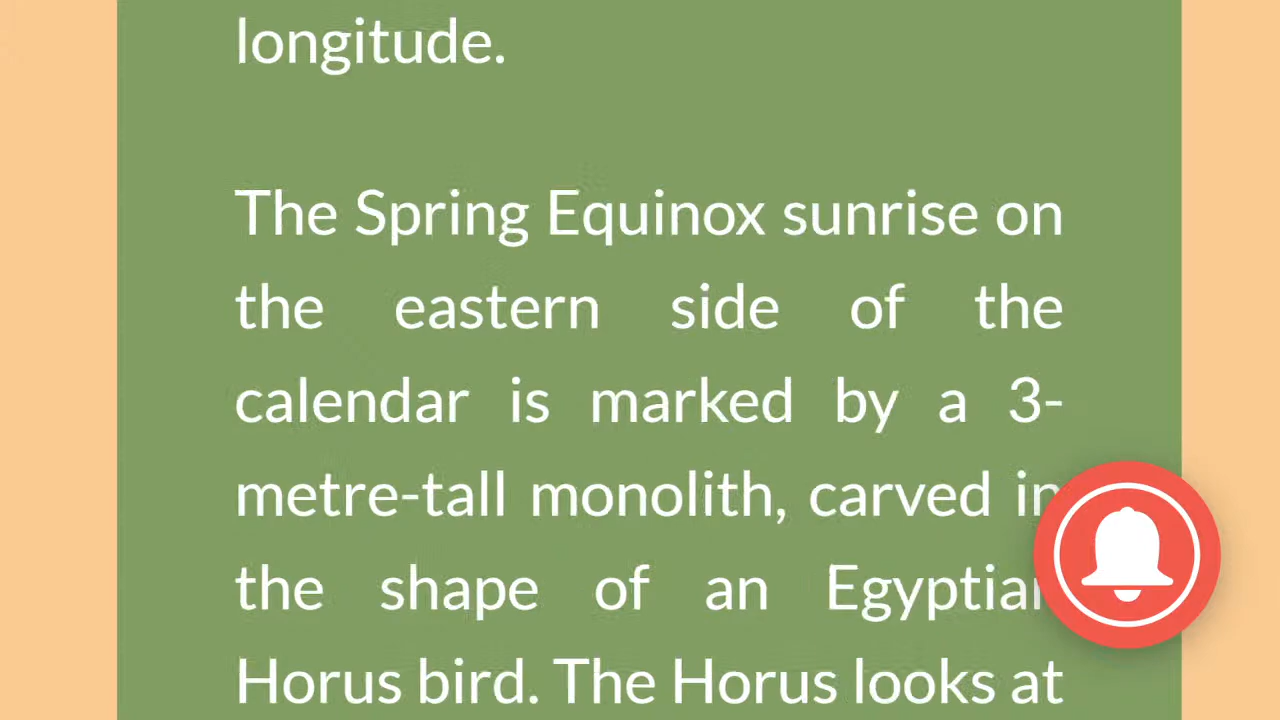 longitude.
The Spring Equinox sunrise on
the eastern side of the
calendar is marked by a 3-
metre-tall monolith, carved in
the shape of an Egyptian
Horus bird. The Horus looks at